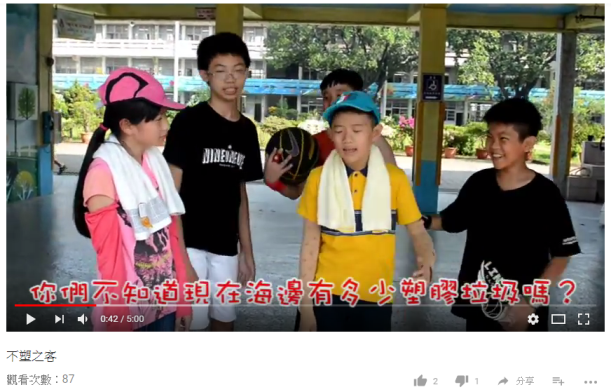 你們不知道現在海邊有多少塑膠垃圾嗎？
0:42 / 5:00
不塑之客
觀看次數：87
2
1
分享